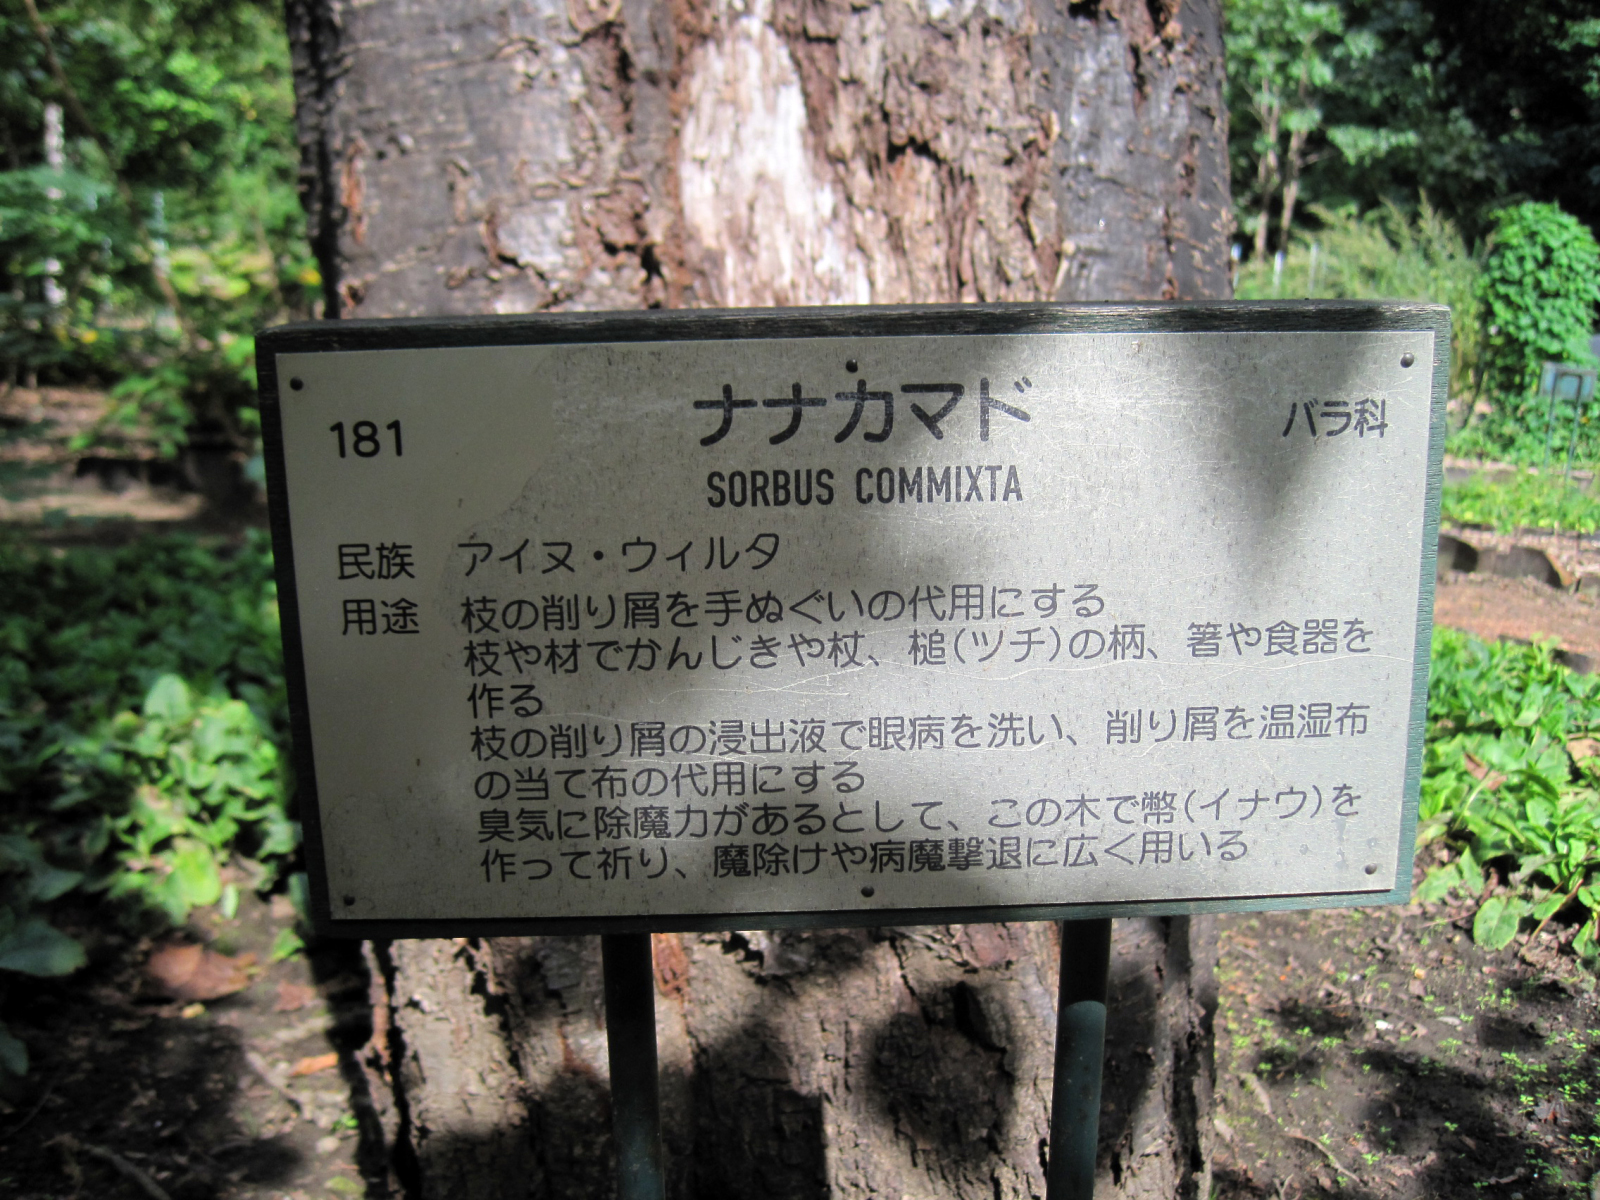 181 ナナカマド バラ科
SORBUS COMMIXTA
民族 アイヌ・ウィルタ
用途 枝の削り屑を手ぬぐいの代用にする
枝や材でかんじきや杖、槌(ツチ)の柄、箸や食器を
作る
枝の削り屑の浸出液で眼病を洗い、削り屑を温湿布
の当て布の代用にする
臭気に除魔力があるとして、この木で幣(イナウ)を
作って祈り、魔除けや病魔撃退に広く用いる